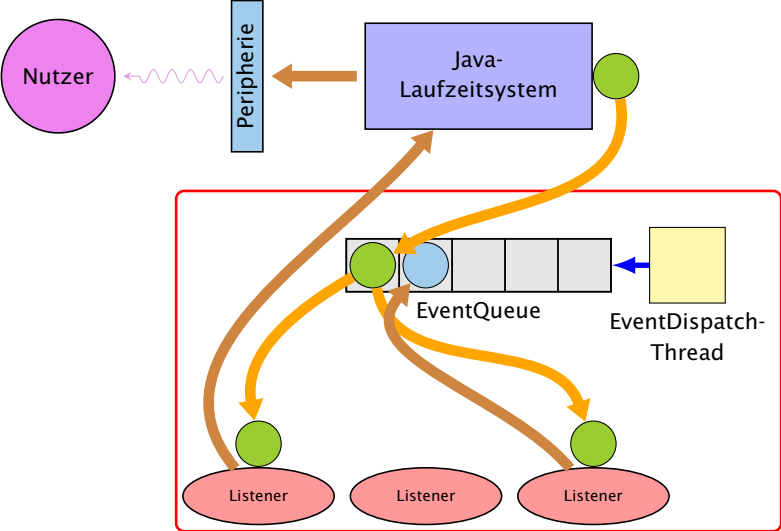 Nutzer
Peripherie
Java-
Laufzeitsystem
EventQueue
EventDispatch-
Thread
Listener
Listener
Listener